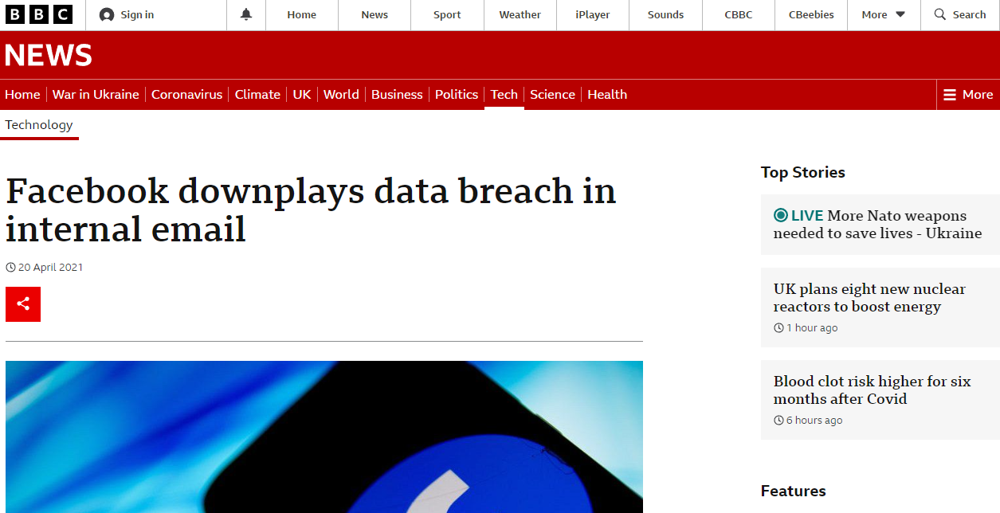 BBC Sign in Home News Sport Weather iPlayer Sounds CBBC CBeebies More Search
NEWS
Home War in Ukraine Coronavirus Climate UK World Business Politics Tech Science Health More
Technology
Facebook downplays data breach in
internal email
20 April 2021
Top Stories
LIVE More Nato weapons
needed to save lives - Ukraine
UK plans eight new nuclear
reactors to boost energy
1 hour ago
Blood clot risk higher for six
months after Covid
6 hours ago
Features